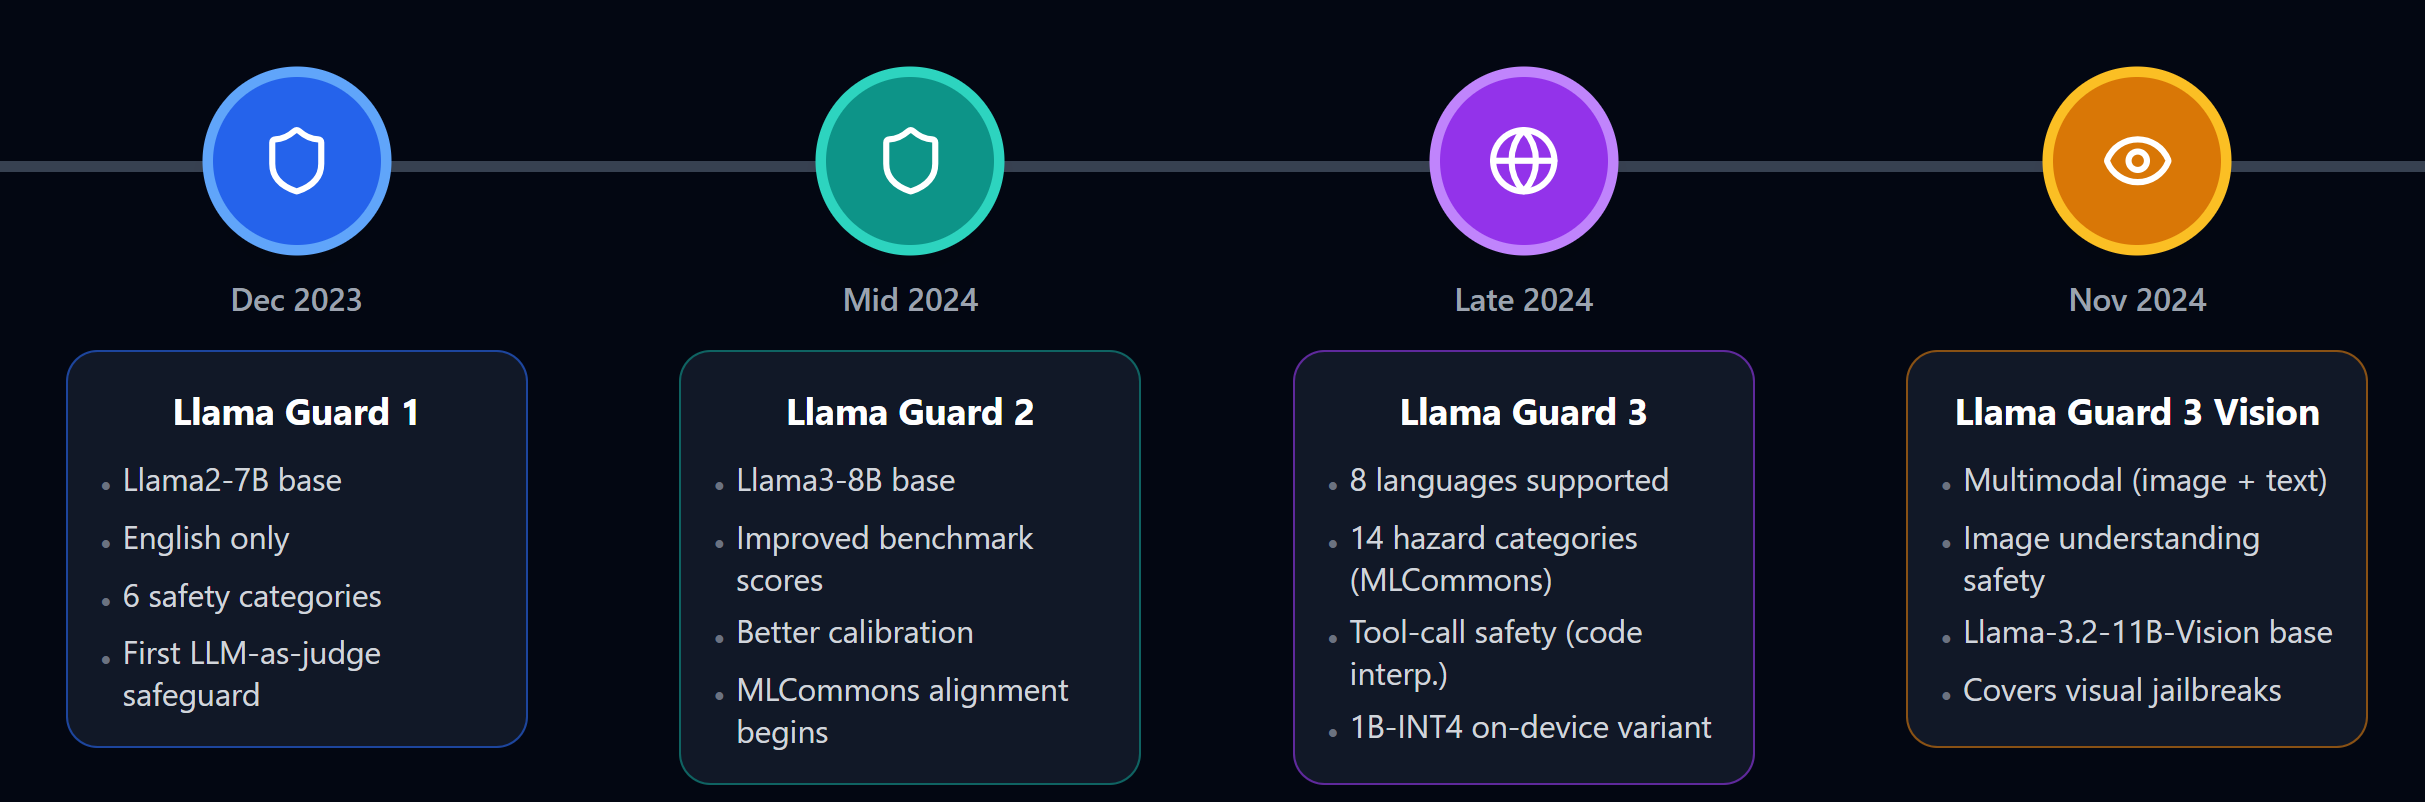 Dec 2023
Llama Guard 1
• Llama2-7B base
• English only
• 6 safety categories
• First LLM-as-judge
safeguard
Mid 2024
Llama Guard 2
• Llama3-8B base
• Improved benchmark
scores
• Better calibration
• MLCommons alignment
begins
Late 2024
Llama Guard 3
• 8 languages supported
• 14 hazard categories
(MLCommons)
• Tool-call safety (code
interp.)
• 1B-INT4 on-device variant
Nov 2024
Llama Guard 3 Vision
• Multimodal (image + text)
• Image understanding
safety
• Llama-3.2-11B-Vision base
• Covers visual jailbreaks